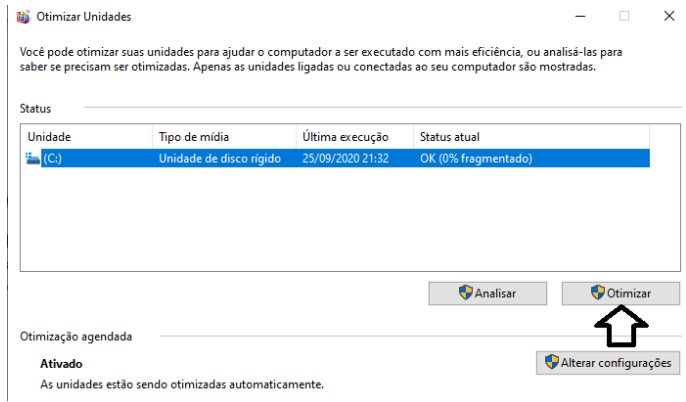 Otimizar Unidades
Você pode otimizar suas unidades para ajudar o computador a ser executado com mais eficiência, ou analisá-las para
saber se precisam ser otimizadas. Apenas as unidades ligadas ou conectadas ao seu computador são mostradas.
Status
Unidade Tipo de mídia Última execução Status atual
(C:) Unidade de disco rígido 25/09/2020 21:32 OK (0% fragmentado)
Analisar Otimizar
Otimização agendada
Ativado Alterar configurações
As unidades estão sendo otimizadas automaticamente.